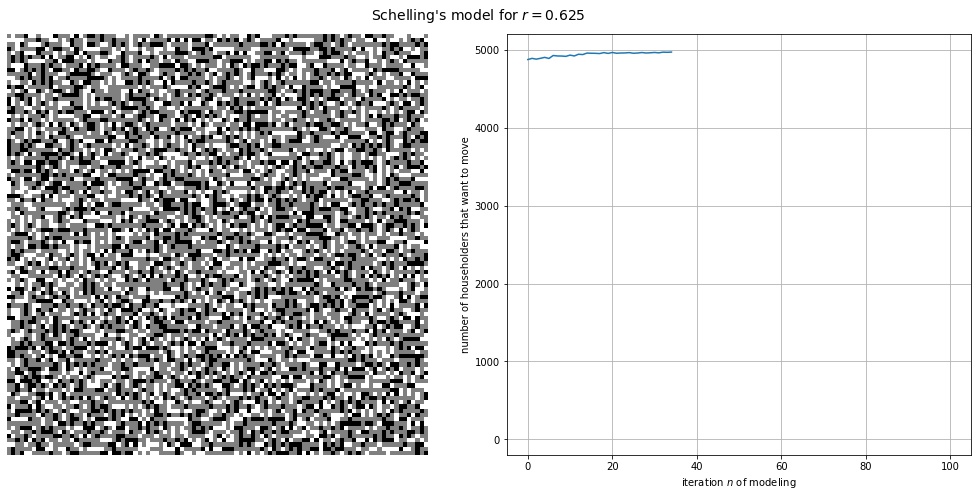 Schelling's model for r = 0.625
number of householders that want to move
5000
4000
3000
2000
1000
0
0 20 40 60 80 100
iteration n of modeling